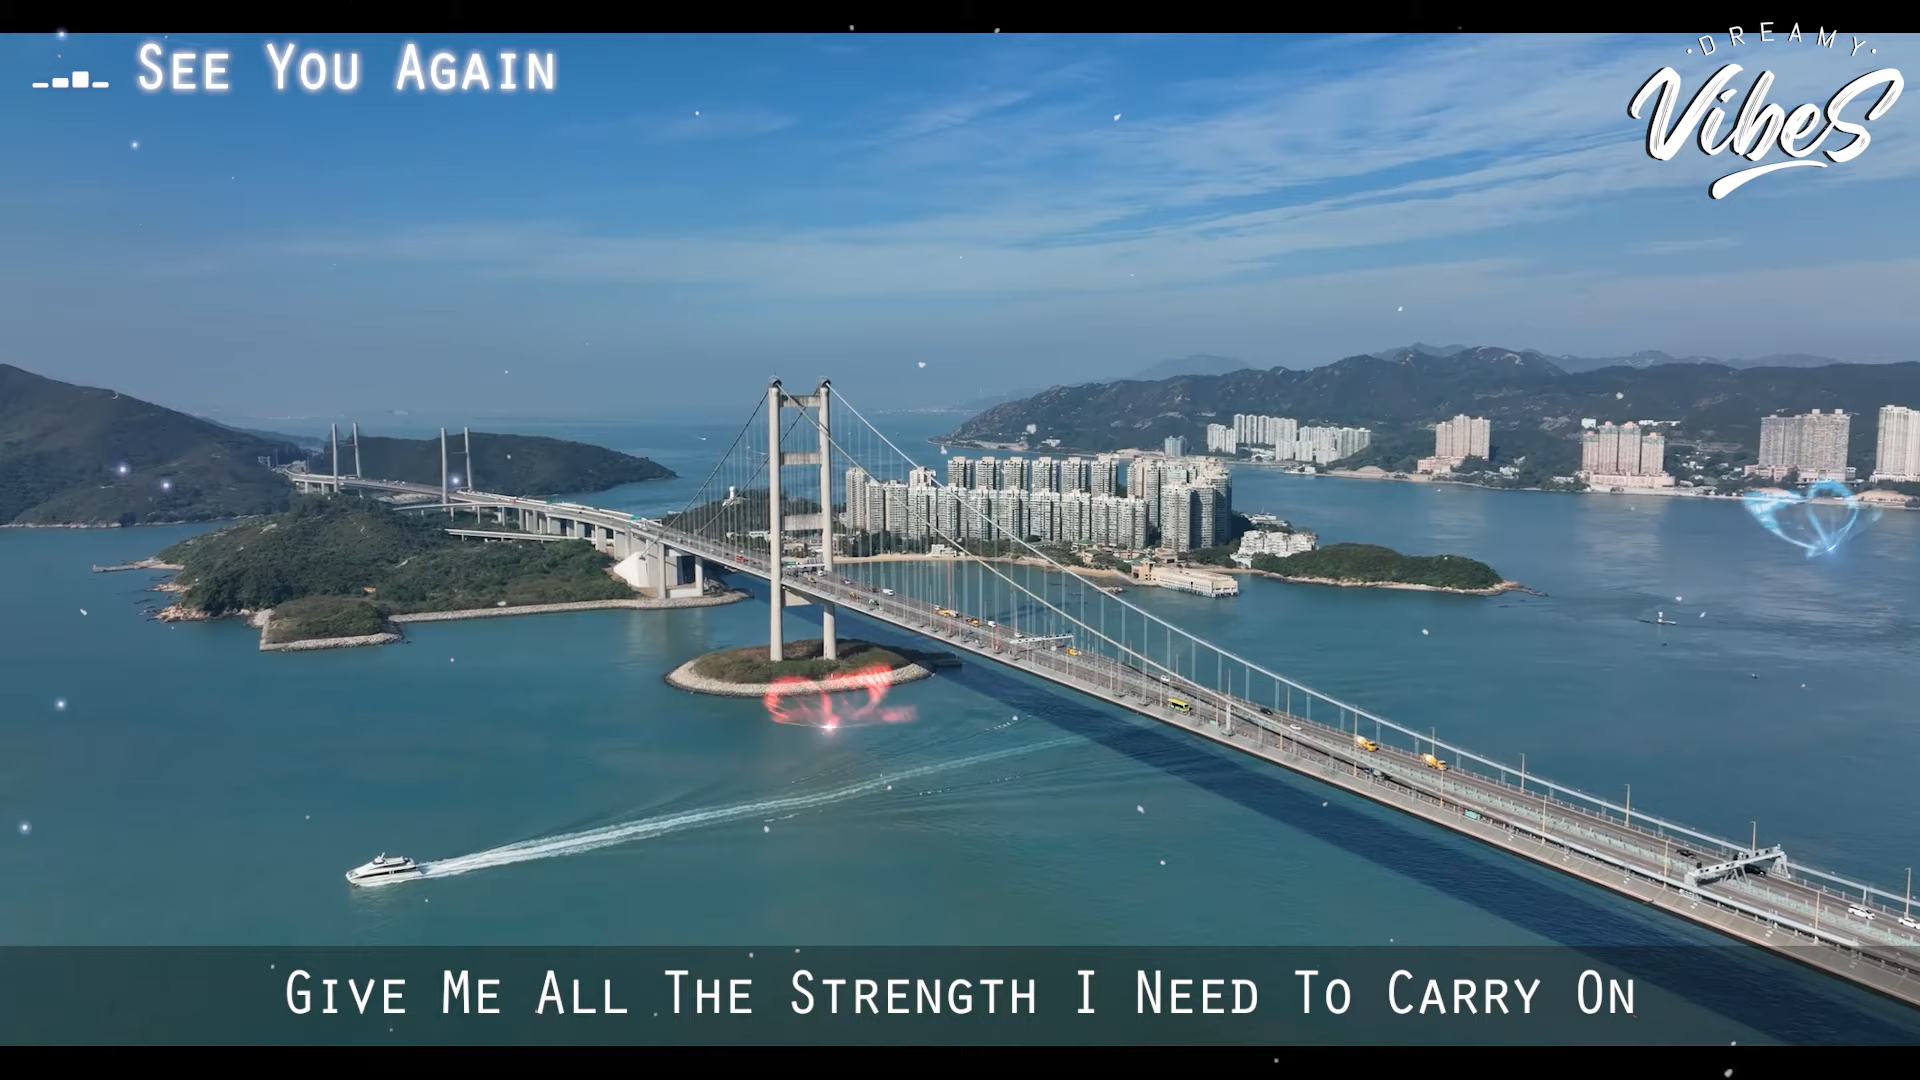 See You Again
DREAMY
Vibes
Give Me All The Strength I Need To Carry On